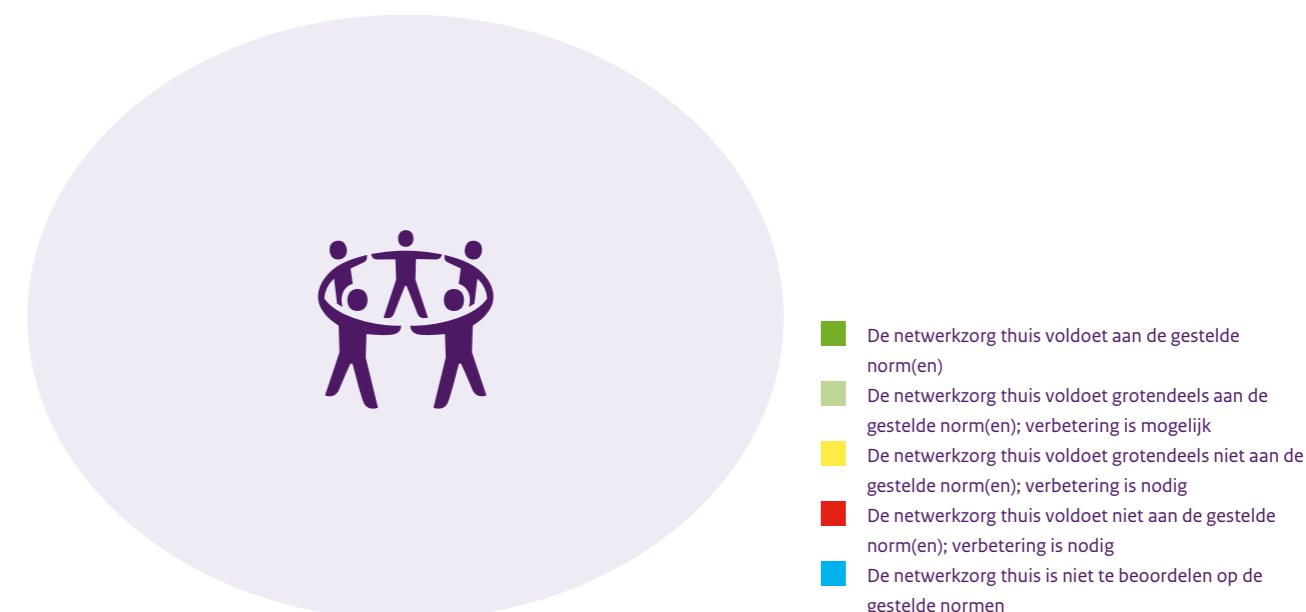 De netwerkzorg thuis voldoet aan de gestelde
norm(en)
De netwerkzorg thuis voldoet grotendeels aan de
gestelde norm(en); verbetering is mogelijk
De netwerkzorg thuis voldoet grotendeels niet aan de
gestelde norm(en); verbetering is nodig
De netwerkzorg thuis voldoet niet aan de gestelde
norm(en); verbetering is nodig
De netwerkzorg thuis is niet te beoordelen op de
gestelde normen